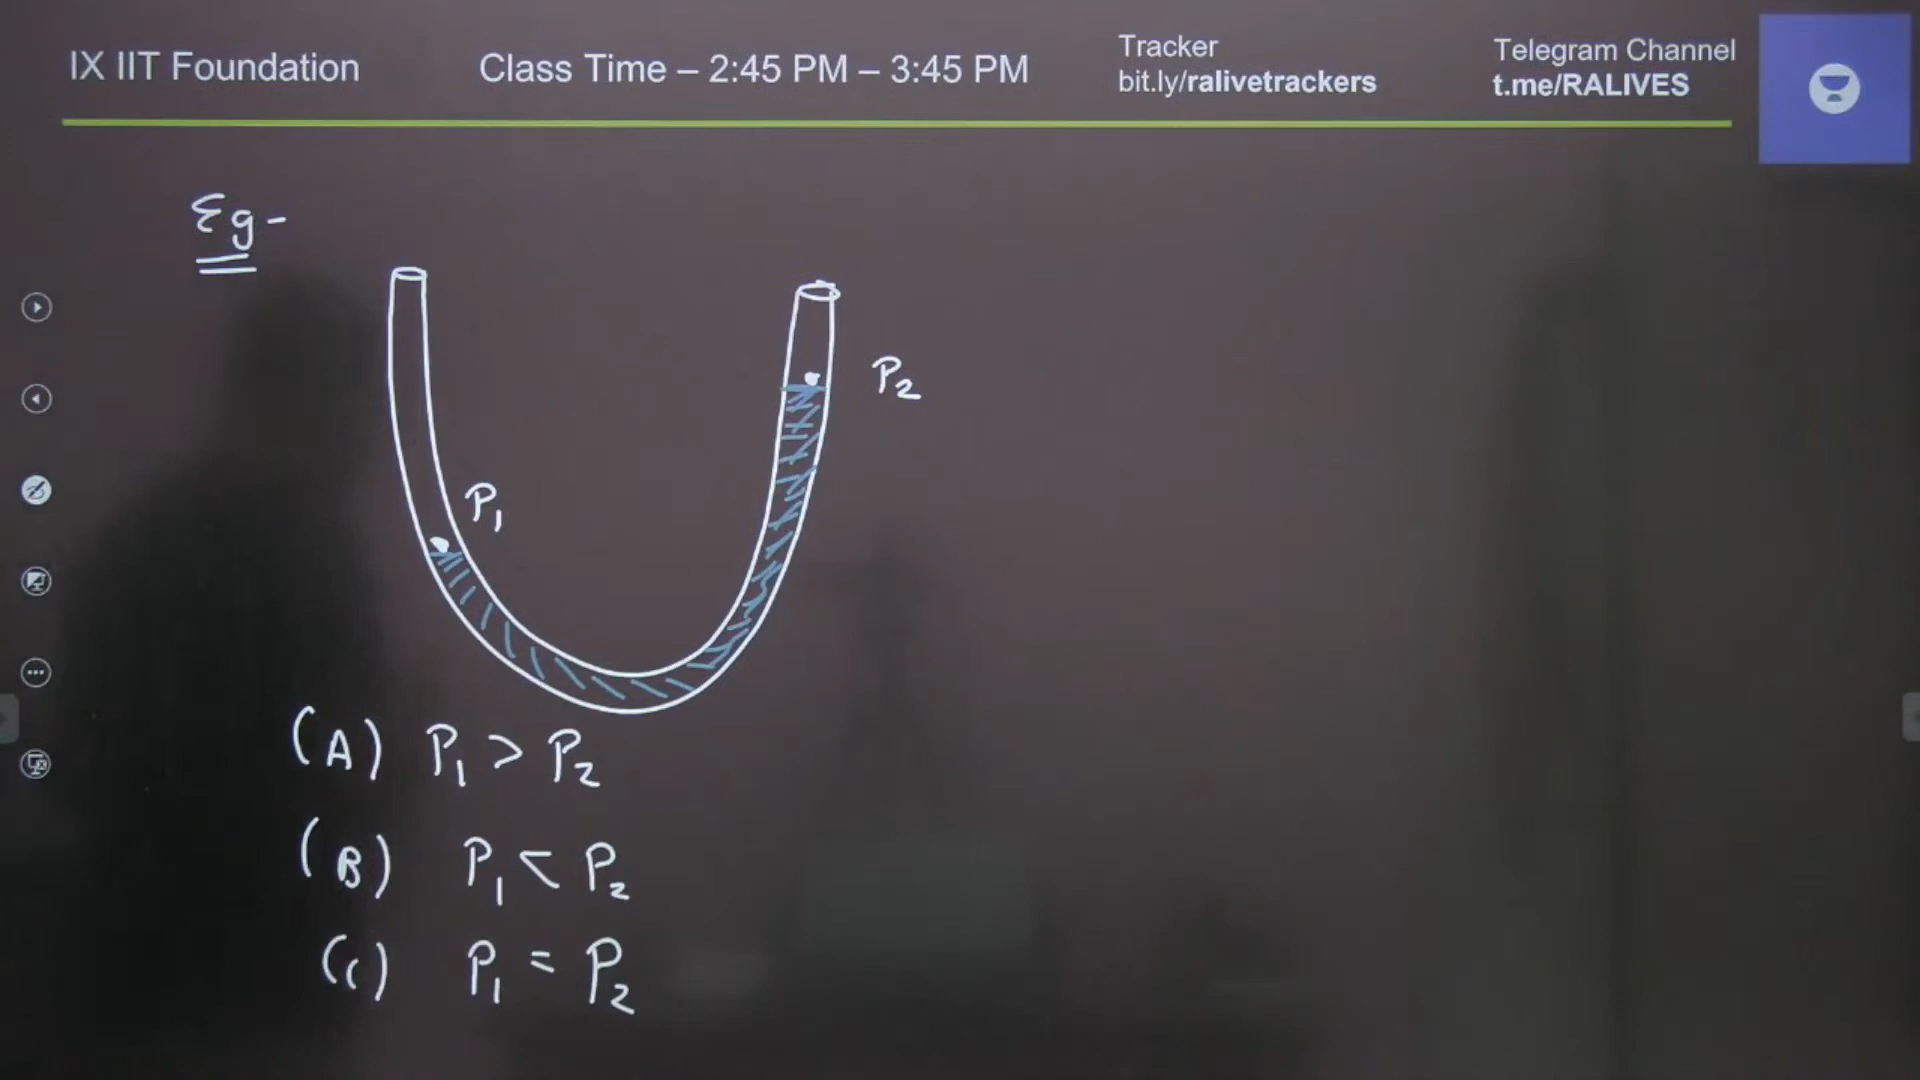 IX IIT Foundation
Class Time – 2:45 PM – 3:45 PM
Tracker
bit.ly/ralivetrackers
Telegram Channel
t.me/RALIVES
Eg-
P2
P1
(A) P1 > P2
(B) P1 < P2
(C) P1 = P2